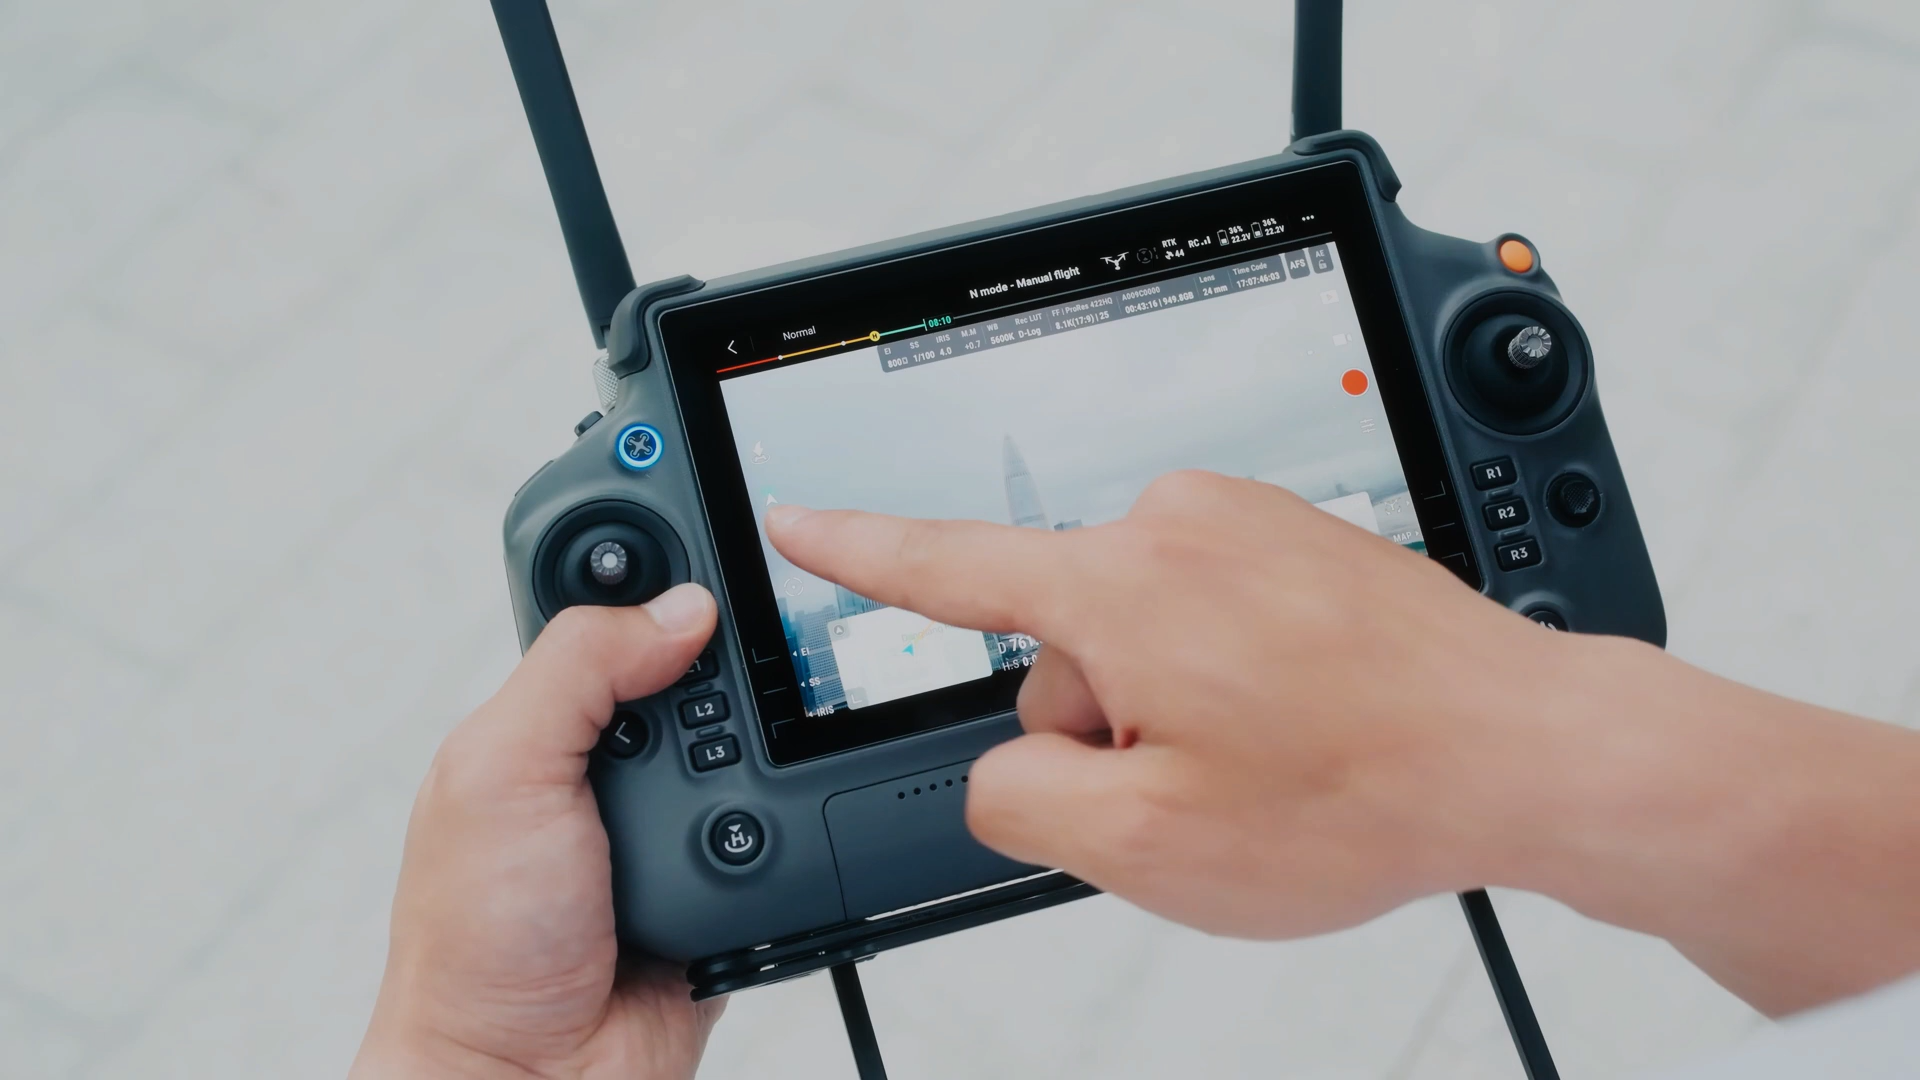 N mode - Manual flight
RTK
44
RC
36%
22.2V
36%
22.2V
Normal
H
08:10
EI
800
SS
1/100
IRIS
4.0
M.M
+0.7
WB
5600K
Rec LUT
D-Log
FF | ProRes 422HQ
8.1K(17:9) | 25
A009C0000
00:43:16 | 949.8GB
Lens
24 mm
Time Code
17:07:46:03
AFS
AE
MAP
EI
SS
IRIS
L
D 761.
H.S 0.0
R1
R2
R3
L2
L3
H